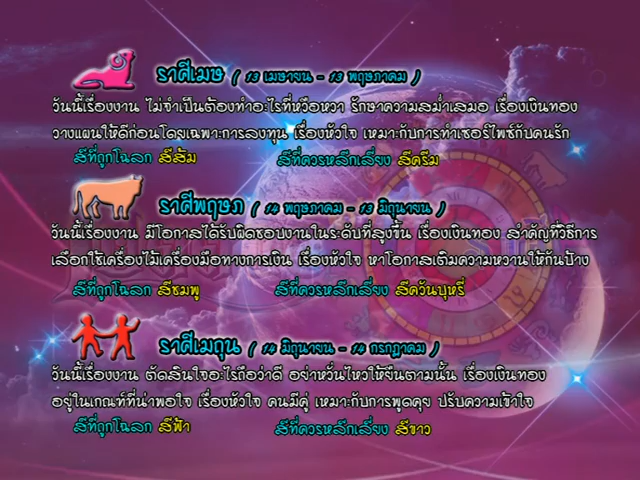 ราศีเมษ ( 13 เมษายน - 13 พฤษภาคม )
วันนี้เรื่องงาน ไม่จำเป็นต้องทำอะไรที่หวือหวา รักษาความสม่ำเสมอ เรื่องเงินทอง
วางแผนให้ดีก่อนโดยเฉพาะการลงทุน เรื่องหัวใจ เหมาะกับการทำเซอร์ไพซ์กับคนรัก
สีที่ถูกโฉลก สีส้ม สีที่ควรหลีกเลี่ยง สีครีม
ราศีพฤษภ ( 14 พฤษภาคม - 13 มิถุนายน )
วันนี้เรื่องงาน มีโอกาสได้รับผิดชอบงานในระดับที่สูงขึ้น เรื่องเงินทอง สำคัญที่วิธีการ
เลือกใช้เครื่องไม้เครื่องมือทางการเงิน เรื่องหัวใจ หาโอกาสเติมความหวานให้กันบ้าง
สีที่ถูกโฉลก สีชมพู สีที่ควรหลีกเลี่ยง สีควันบุหรี่
ราศีเมถุน ( 14 มิถุนายน - 14 กรกฎาคม )
วันนี้เรื่องงาน ตัดสินใจอะไรถือว่าดี อย่าหวั่นไหวให้ยืนตามนั้น เรื่องเงินทอง
อยู่ในเกณฑ์ที่น่าพอใจ เรื่องหัวใจ คนมีคู่ เหมาะกับการพูดคุย ปรับความเข้าใจ
สีที่ถูกโฉลก สีฟ้า สีที่ควรหลีกเลี่ยง สีขาว